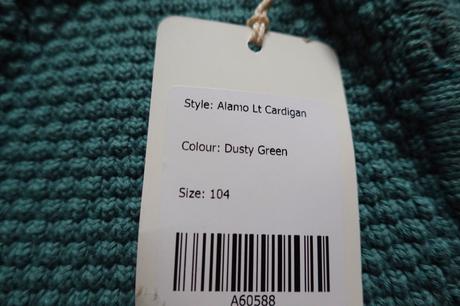 Style: Alamo Lt Cardigan
Colour: Dusty Green
Size: 104
A60588